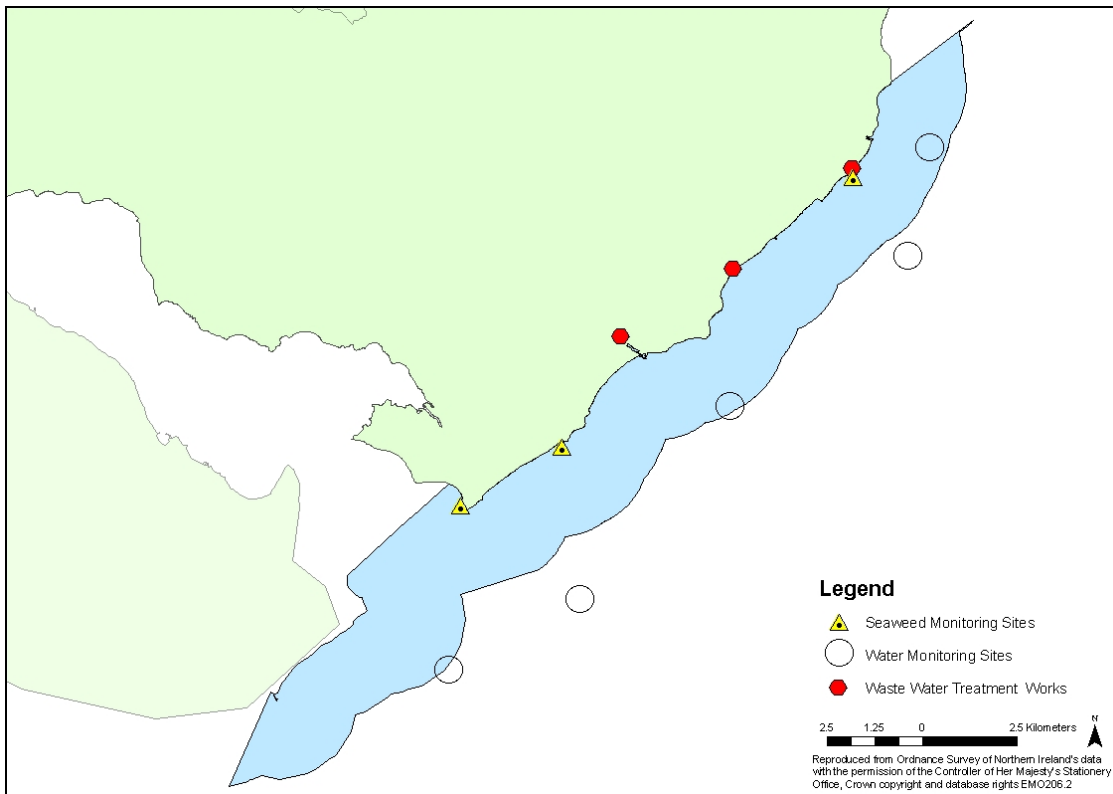 Legend
Seaweed Monitoring Sites
Water Monitoring Sites
Waste Water Treatment Works
2.5 1.25 0 2.5 Kilometers
N
Reproduced from Ordnance Survey of Northern Ireland's data
with the permission of the Controller of Her Majesty's Stationery
Office, Crown copyright and database rights EMO206.2